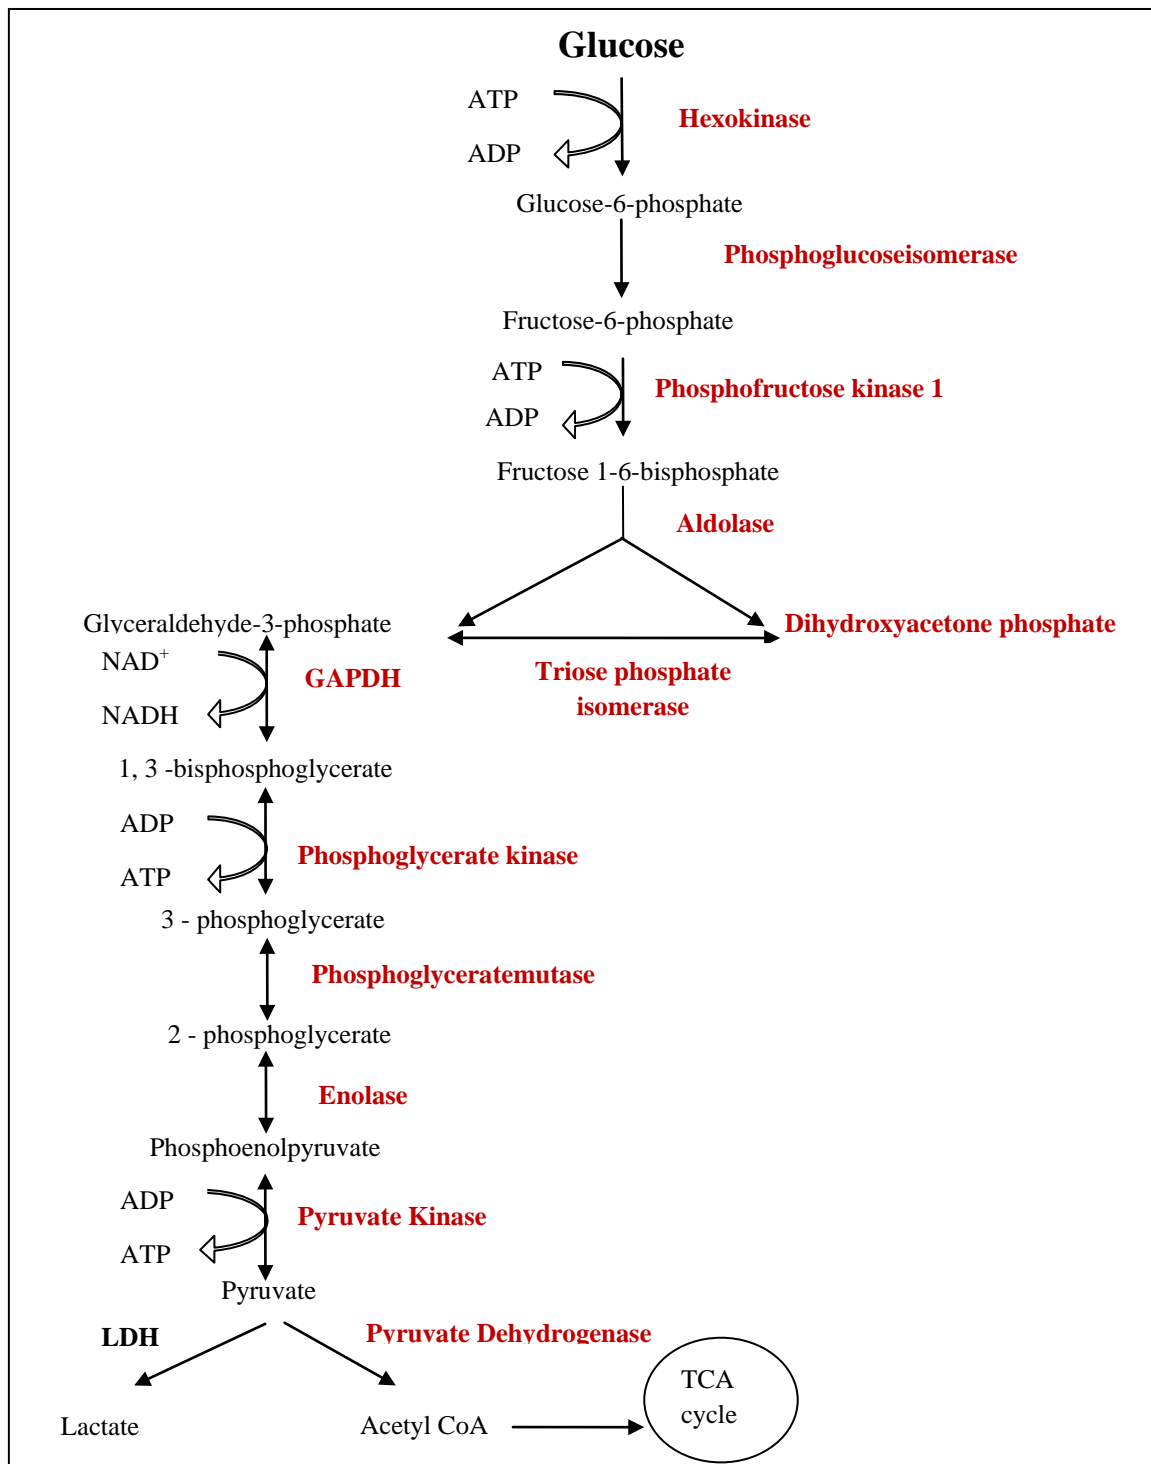 Glucose
ATP
Hexokinase
ADP
Glucose-6-phosphate
Phosphoglucoseisomerase
Fructose-6-phosphate
ATP
Phosphofructose kinase 1
ADP
Fructose 1-6-bisphosphate
Aldolase
Glyceraldehyde-3-phosphate
Dihydroxyacetone phosphate
NAD⁺
GAPDH
Triose phosphate
isomerase
NADH
1, 3 -bisphosphoglycerate
ADP
Phosphoglycerate kinase
ATP
3 - phosphoglycerate
Phosphoglyceratemutase
2 - phosphoglycerate
Enolase
Phosphoenolpyruvate
ADP
Pyruvate Kinase
ATP
Pyruvate
LDH
Pyruvate Dehydrogenase
TCA
cycle
Lactate
Acetyl CoA